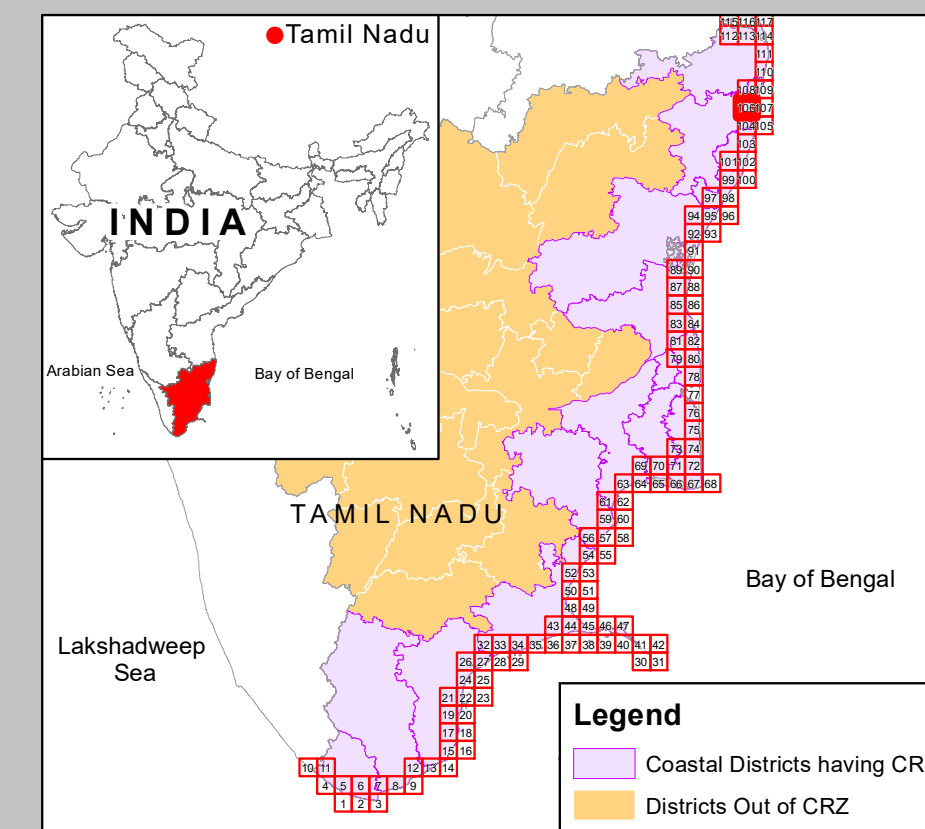 Tamil Nadu
INDIA
Arabian Sea
Bay of Bengal
115 116 117
112 113 114
111
110
108 109
106 107
104 105
103
101 102
99 100
97 98
94 95 96
92 93
91
89 90
87 88
85 86
83 84
81 82
79 80
78
77
76
75
73 74
69 70 71 72
63 64 65 66 67 68
61 62
TAMIL NADU
59 60
56 57 58
54 55
52 53
Bay of Bengal
50 51
48 49
43 44 45 46 47
32 33 34 35 36 37 38 39 40 41 42
Lakshadweep
Sea
26 27 28 29 30 31
24 25
21 22 23
19 20
17 18
15 16
10 11 12 13 14
4 5 6 7 8 9
1 2 3
Legend
Coastal Districts having CR
Districts Out of CRZ